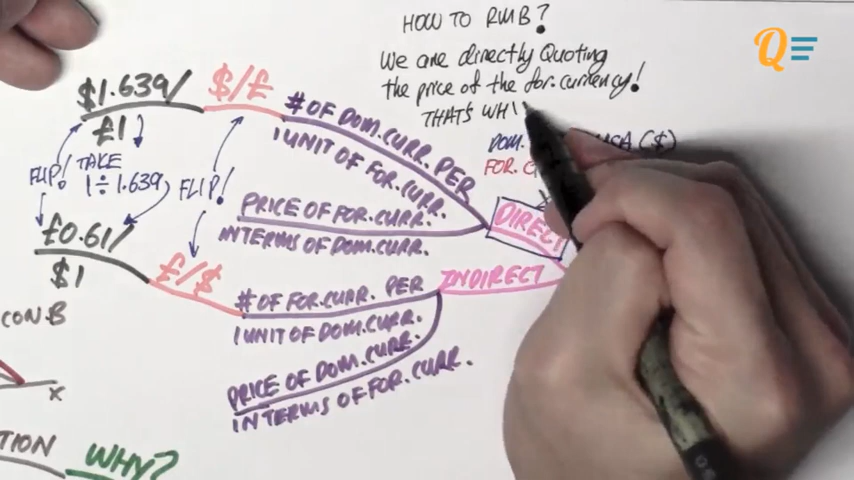 HOW TO RMB?
We are directly Quoting
the price of the for. currency!
THAT'S WHY
$1.639/
£1
$/£
# OF DOM. CURR. PER
1 UNIT OF FOR. CURR.
DOM. USA ($)
FOR. C
FLIP!
TAKE
1÷1.639
FLIP!
PRICE OF FOR. CURR.
IN TERMS OF DOM. CURR.
DIRECT
£0.61/
$1
£/$
# OF FOR. CURR. PER
1 UNIT OF DOM. CURR.
INDIRECT
PRICE OF DOM. CURR.
IN TERMS OF FOR. CURR.
CON B
x
TION
WHY?
Q